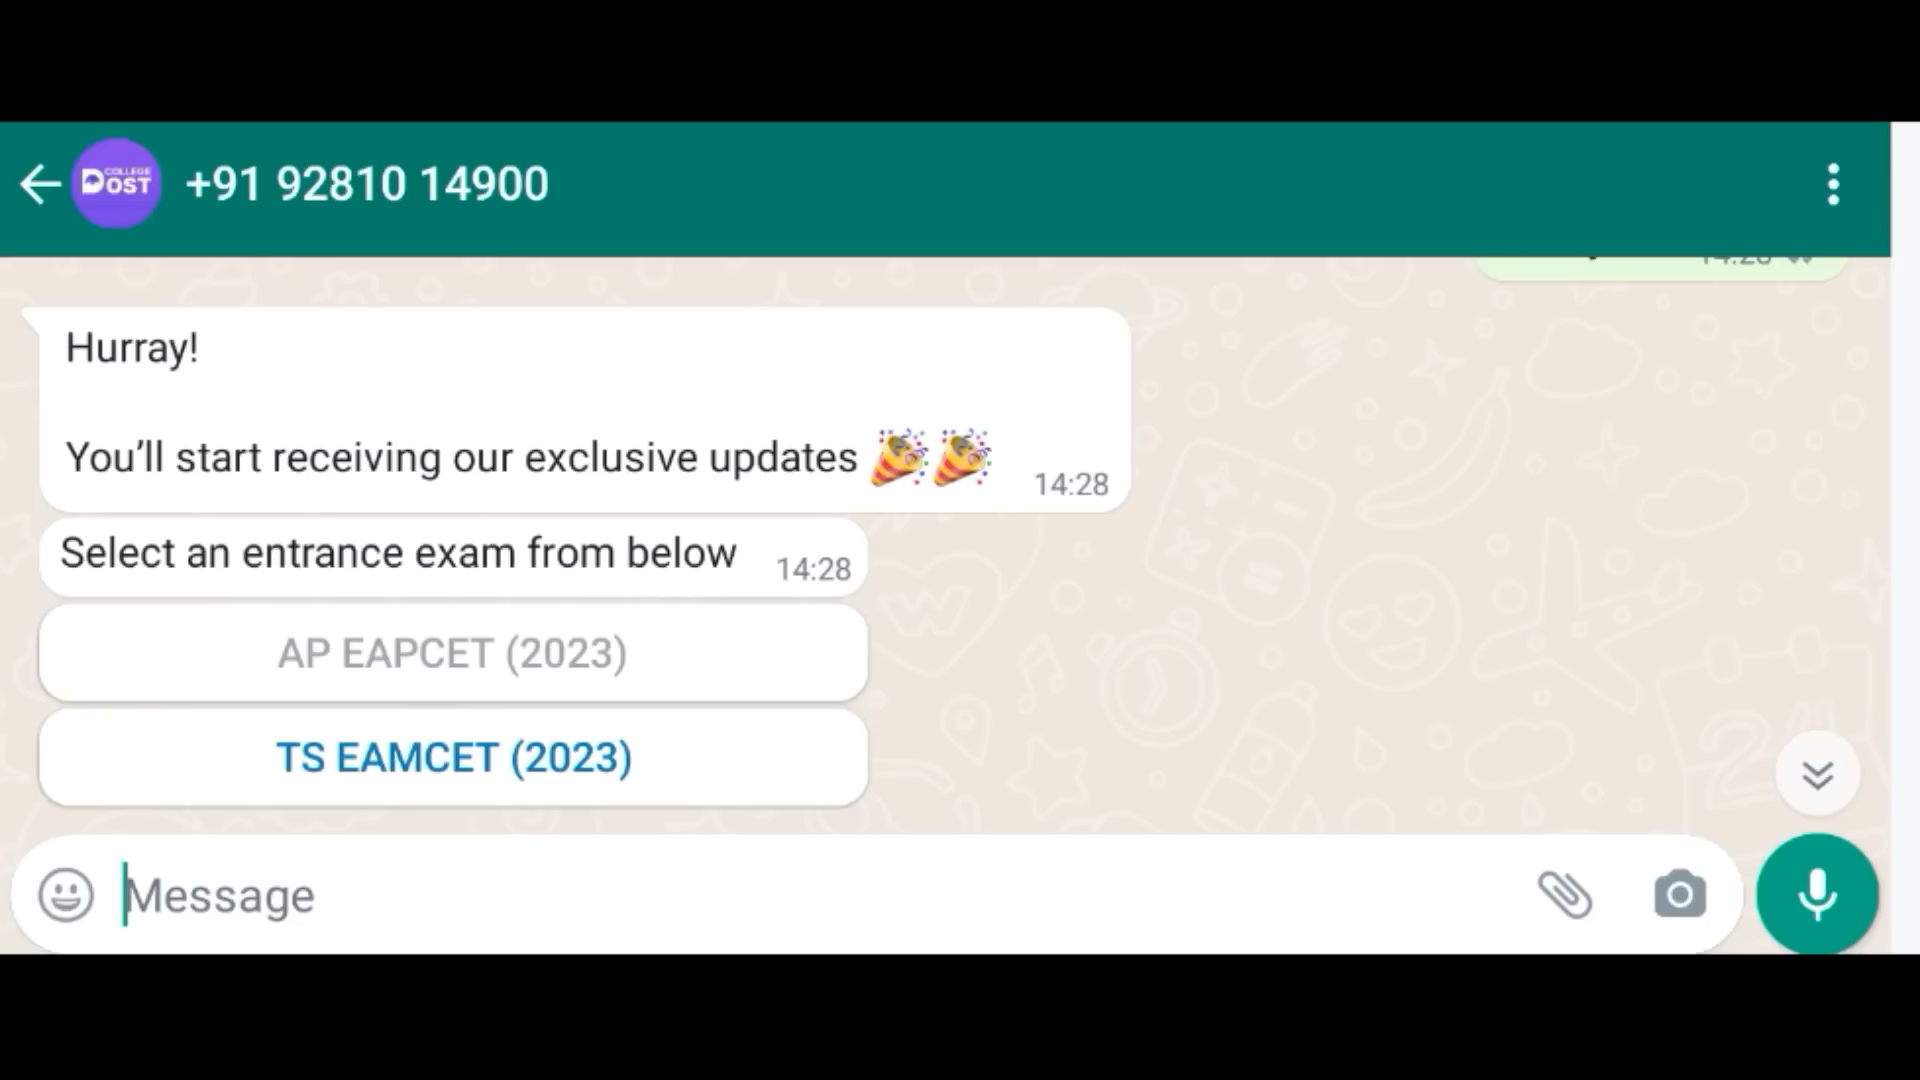 COLLEGE
DOST
+91 92810 14900
Hurray!
You’ll start receiving our exclusive updates 🎉🎉
14:28
Select an entrance exam from below
14:28
AP EAPCET (2023)
TS EAMCET (2023)
Message